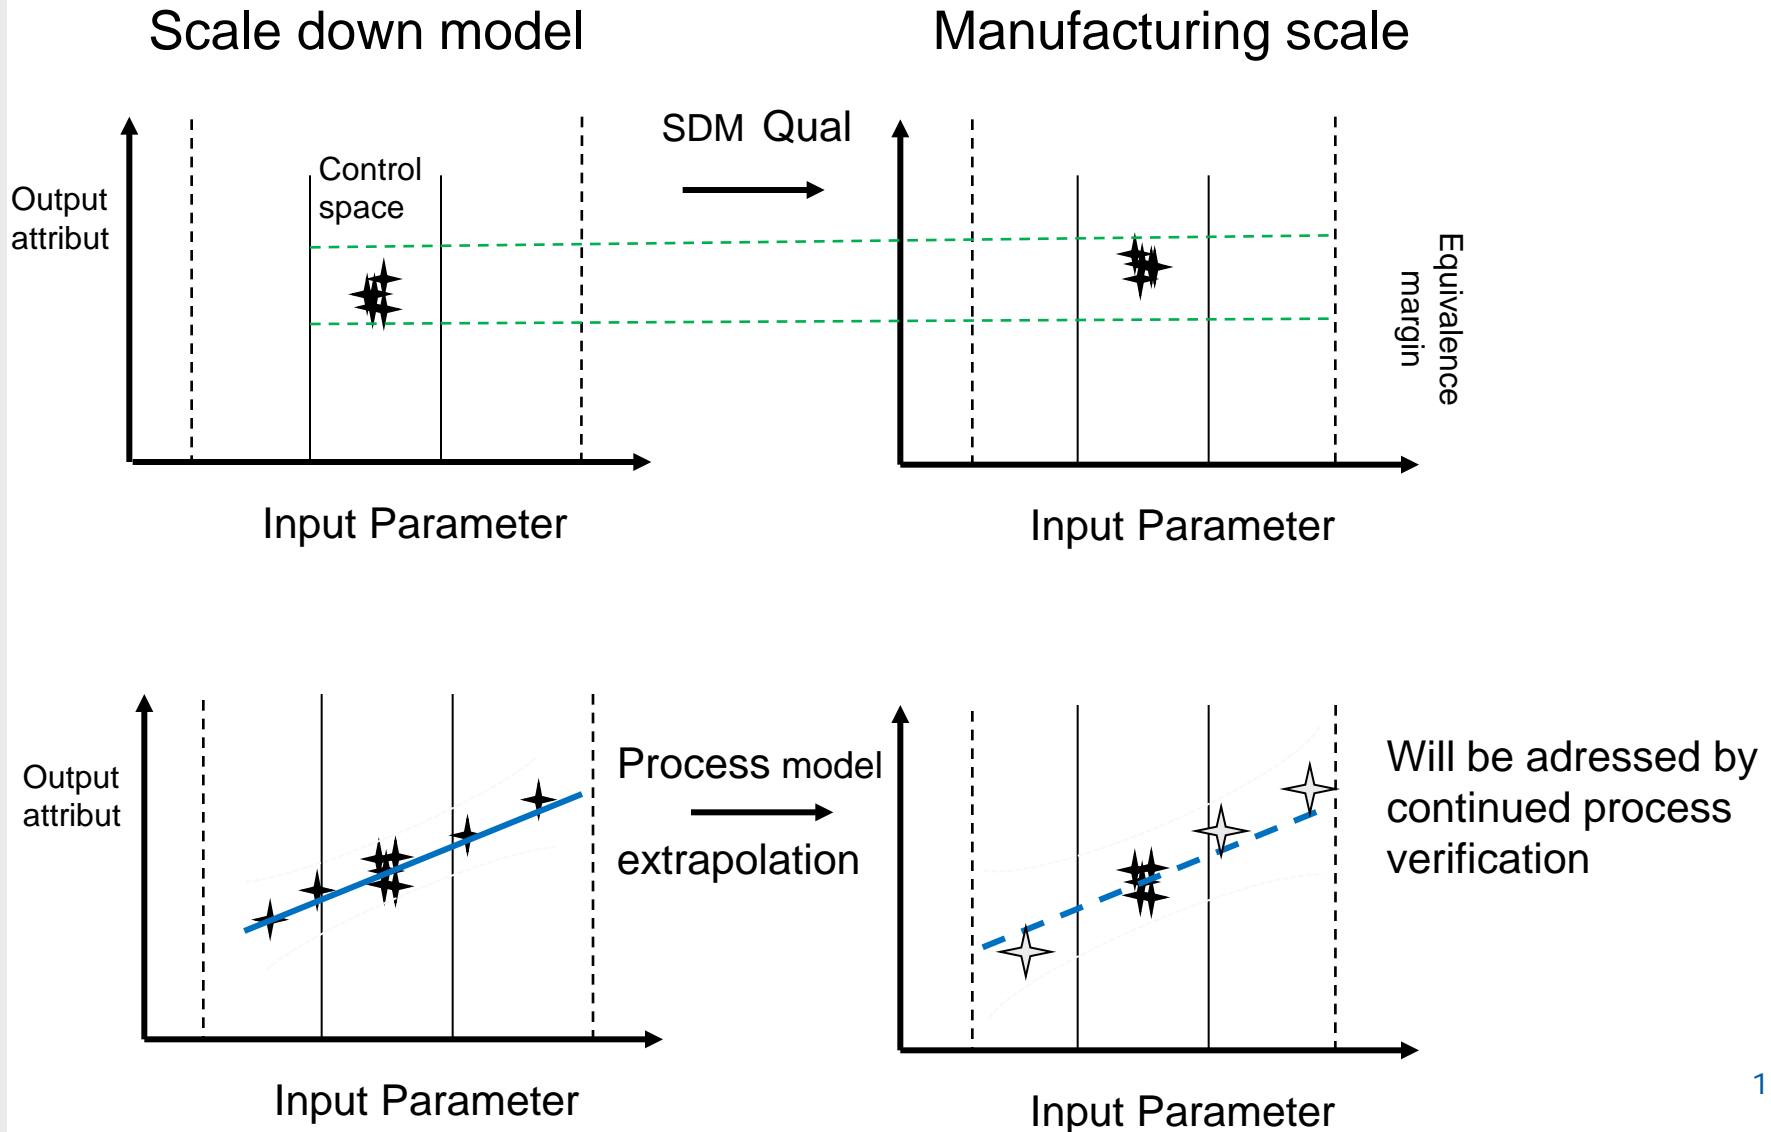 Scale down model
Manufacturing scale
SDM Qual
Control
space
Output
attribut
Equivalence
margin
Input Parameter
Input Parameter
Process model
extrapolation
Output
attribut
Will be adressed by
continued process
verification
Input Parameter
Input Parameter
1